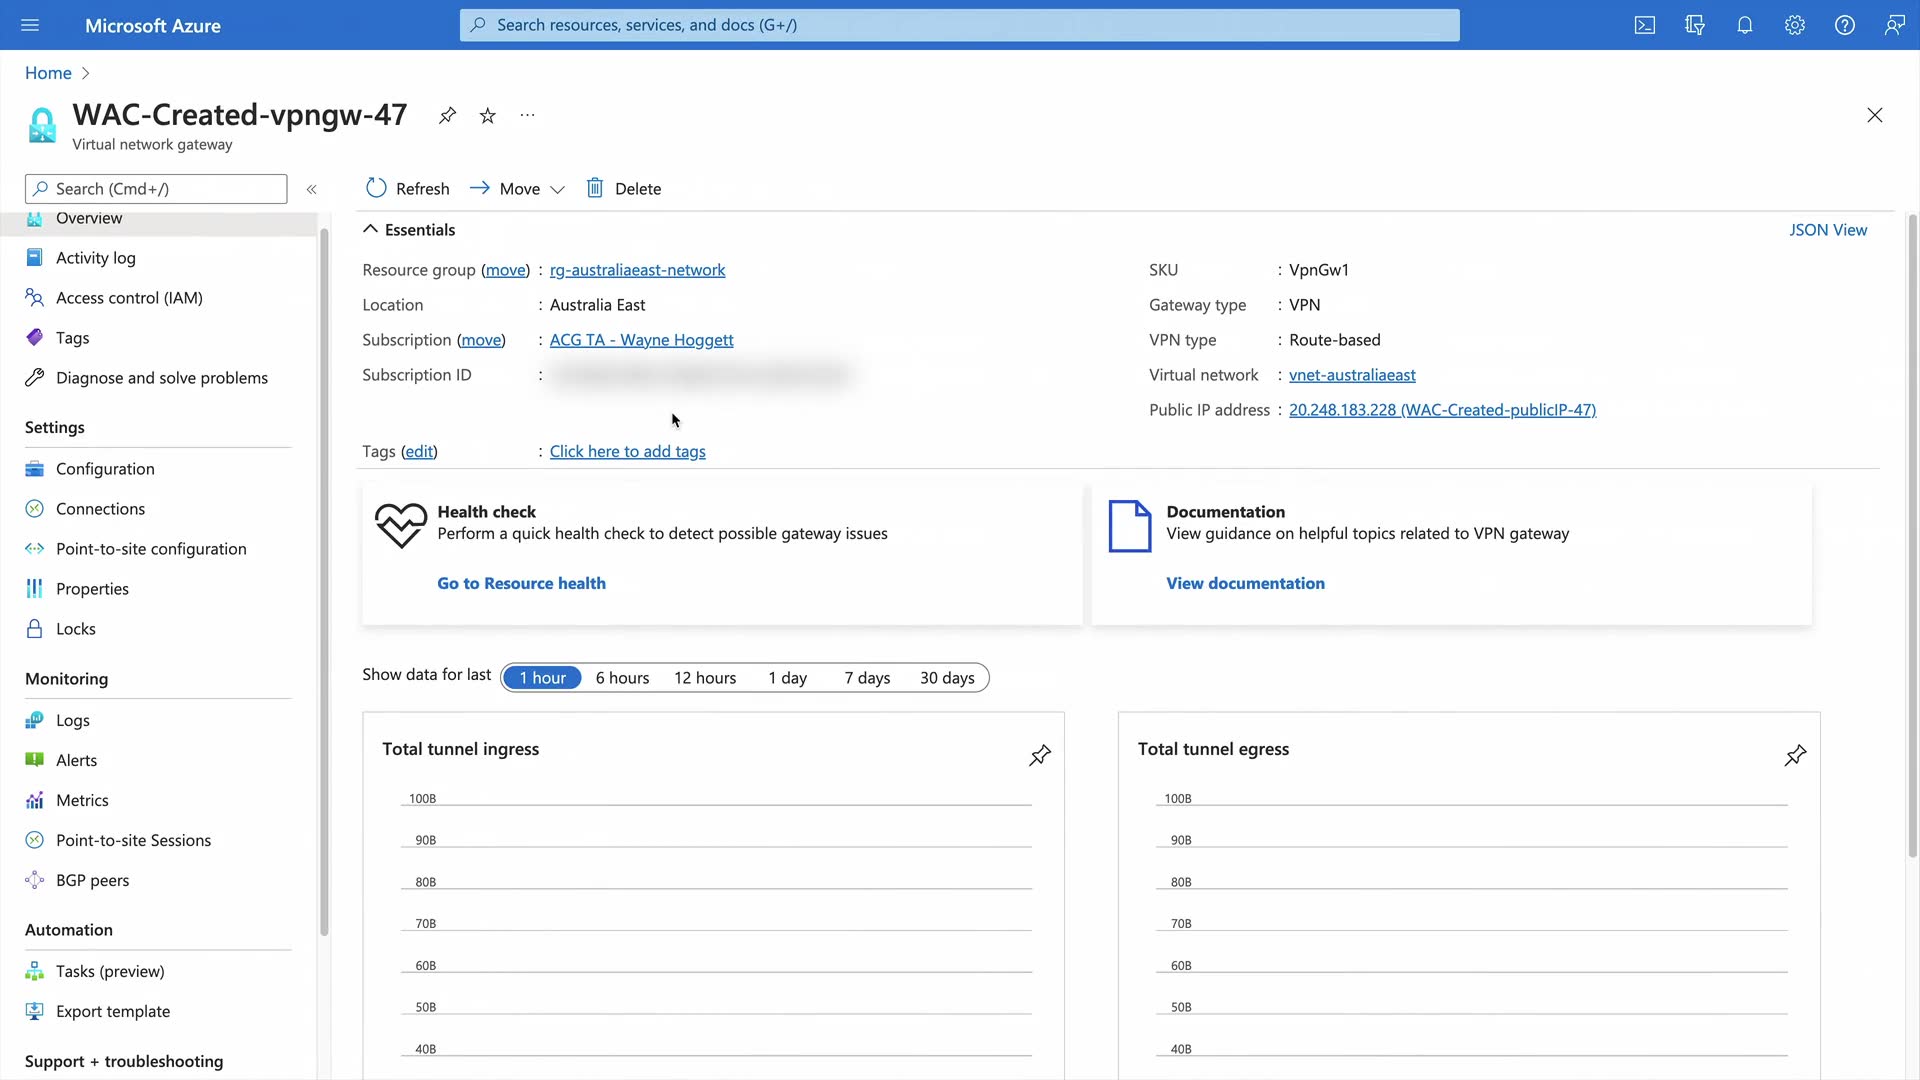 Microsoft Azure
Search resources, services, and docs (G+/)
Home
WAC-Created-vpngw-47
Virtual network gateway
Search (Cmd+/)
Refresh
Move
Delete
Overview
Activity log
Access control (IAM)
Tags
Diagnose and solve problems
Settings
Configuration
Connections
Point-to-site configuration
Properties
Locks
Monitoring
Logs
Alerts
Metrics
Point-to-site Sessions
BGP peers
Automation
Tasks (preview)
Export template
Support + troubleshooting
Essentials
JSON View
Resource group (move) : rg-australiaeast-network
Location : Australia East
Subscription (move) : ACG TA - Wayne Hoggett
Subscription ID :
Tags (edit) : Click here to add tags
SKU : VpnGw1
Gateway type : VPN
VPN type : Route-based
Virtual network : vnet-australiaeast
Public IP address : 20.248.183.228 (WAC-Created-publicIP-47)
Health check
Perform a quick health check to detect possible gateway issues
Go to Resource health
Documentation
View guidance on helpful topics related to VPN gateway
View documentation
Show data for last 1 hour 6 hours 12 hours 1 day 7 days 30 days
Total tunnel ingress
100B
90B
80B
70B
60B
50B
40B
Total tunnel egress
100B
90B
80B
70B
60B
50B
40B